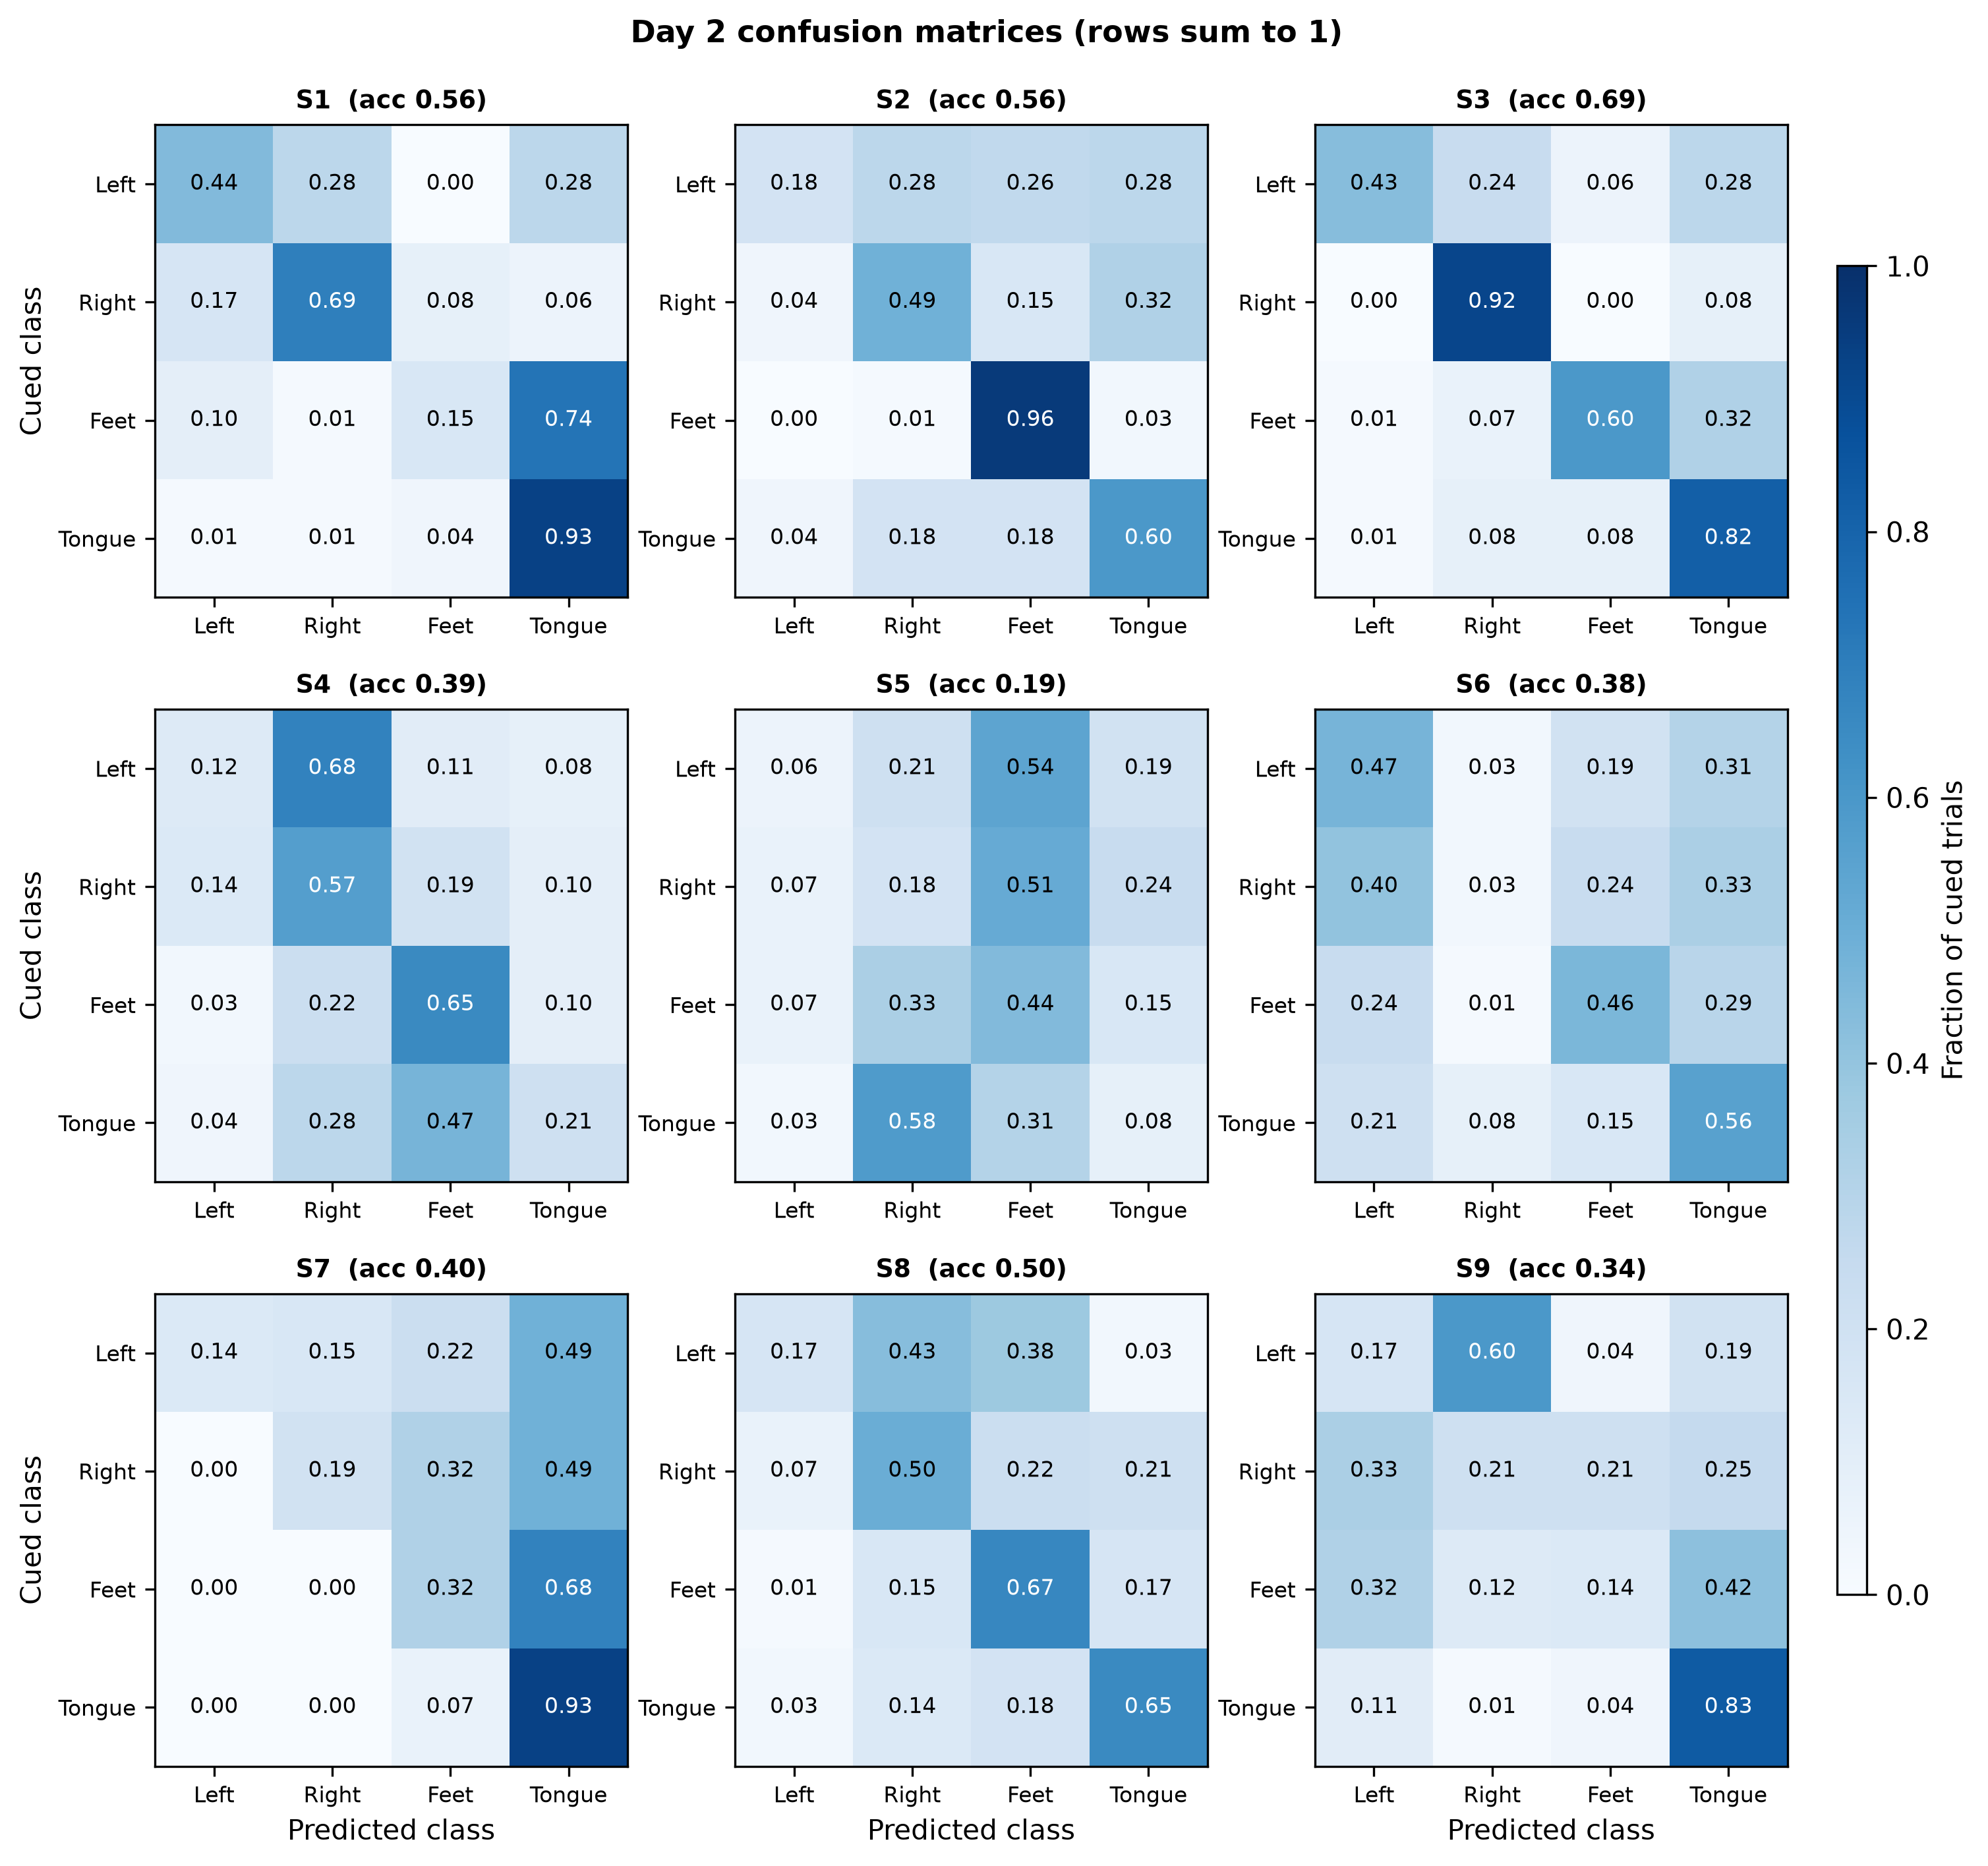 Day 2 confusion matrices (rows sum to 1)
S1 (acc 0.56)
Cued class
Left 0.44 0.28 0.00 0.28
Right 0.17 0.69 0.08 0.06
Feet 0.10 0.01 0.15 0.74
Tongue 0.01 0.01 0.04 0.93
Left Right Feet Tongue
S2 (acc 0.56)
Left 0.18 0.28 0.26 0.28
Right 0.04 0.49 0.15 0.32
Feet 0.00 0.01 0.96 0.03
Tongue 0.04 0.18 0.18 0.60
Left Right Feet Tongue
S3 (acc 0.69)
Left 0.43 0.24 0.06 0.28
Right 0.00 0.92 0.00 0.08
Feet 0.01 0.07 0.60 0.32
Tongue 0.01 0.08 0.08 0.82
Left Right Feet Tongue
S4 (acc 0.39)
Cued class
Left 0.12 0.68 0.11 0.08
Right 0.14 0.57 0.19 0.10
Feet 0.03 0.22 0.65 0.10
Tongue 0.04 0.28 0.47 0.21
Left Right Feet Tongue
S5 (acc 0.19)
Left 0.06 0.21 0.54 0.19
Right 0.07 0.18 0.51 0.24
Feet 0.07 0.33 0.44 0.15
Tongue 0.03 0.58 0.31 0.08
Left Right Feet Tongue
S6 (acc 0.38)
Left 0.47 0.03 0.19 0.31
Right 0.40 0.03 0.24 0.33
Feet 0.24 0.01 0.46 0.29
Tongue 0.21 0.08 0.15 0.56
Left Right Feet Tongue
S7 (acc 0.40)
Cued class
Left 0.14 0.15 0.22 0.49
Right 0.00 0.19 0.32 0.49
Feet 0.00 0.00 0.32 0.68
Tongue 0.00 0.00 0.07 0.93
Left Right Feet Tongue
Predicted class
S8 (acc 0.50)
Left 0.17 0.43 0.38 0.03
Right 0.07 0.50 0.22 0.21
Feet 0.01 0.15 0.67 0.17
Tongue 0.03 0.14 0.18 0.65
Left Right Feet Tongue
Predicted class
S9 (acc 0.34)
Left 0.17 0.60 0.04 0.19
Right 0.33 0.21 0.21 0.25
Feet 0.32 0.12 0.14 0.42
Tongue 0.11 0.01 0.04 0.83
Left Right Feet Tongue
Predicted class
1.0
0.8
0.6
0.4
0.2
0.0
Fraction of cued trials